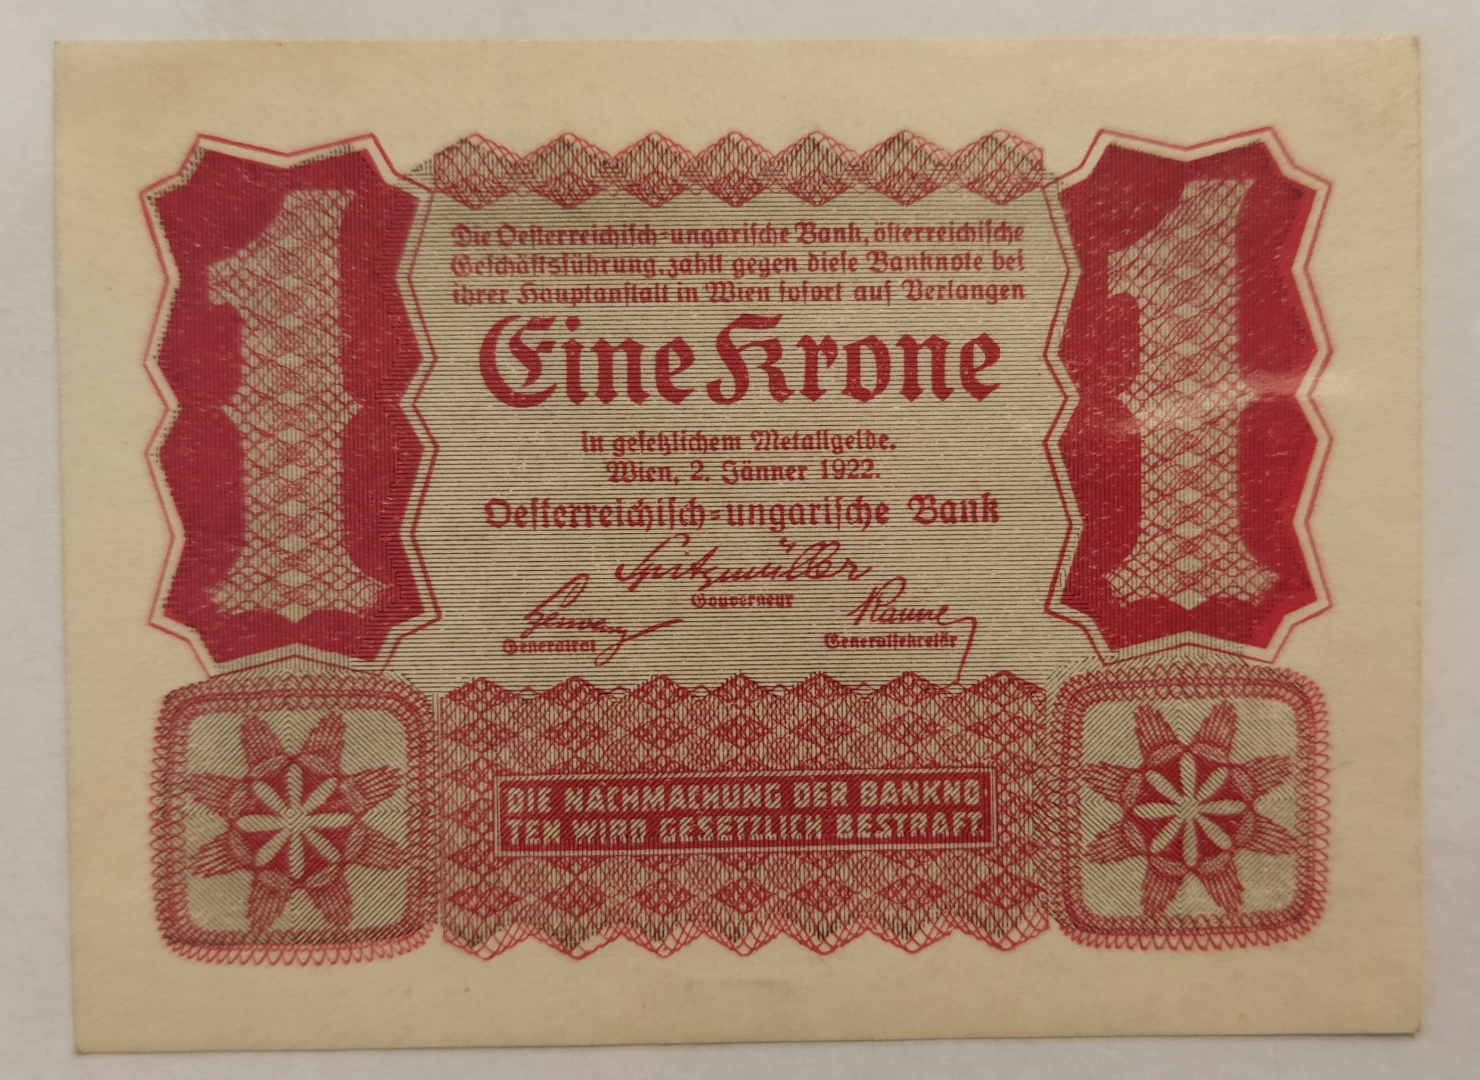 1
1
Die Oesterreichisch-ungarische Bank, österreichische
Geschäftsführung, zahlt gegen diese Banknote bei
ihrer Hauptanstalt in Wien sofort auf Verlangen
Eine Krone
in gesetzlichem Metallgelde.
Wien, 2. Jänner 1922.
Oesterreichisch-ungarische Bank
Spitzmüller
Gouverneur
Generalrat
Generalsekretär
DIE NACHMACHUNG DER BANKNO
TEN WIRD GESETZLICH BESTRAFT.